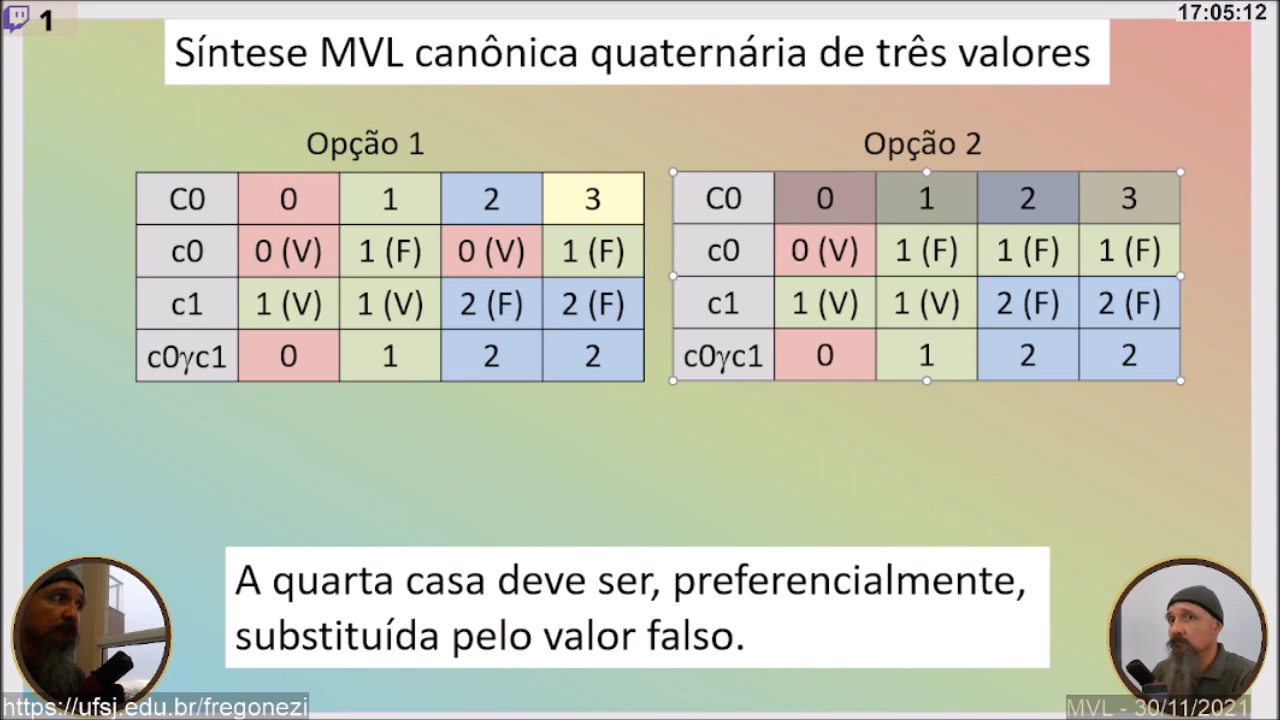 1
17:05:12
Síntese MVL canônica quaternária de três valores
Opção 1
C0 0 1 2 3
c0 0 (V) 1 (F) 0 (V) 1 (F)
c1 1 (V) 1 (V) 2 (F) 2 (F)
c0γc1 0 1 2 2
Opção 2
C0 0 1 2 3
c0 0 (V) 1 (F) 1 (F) 1 (F)
c1 1 (V) 1 (V) 2 (F) 2 (F)
c0γc1 0 1 2 2
A quarta casa deve ser, preferencialmente,
substituída pelo valor falso.
https://ufsj.edu.br/fregonezi
MVL - 30/11/2021